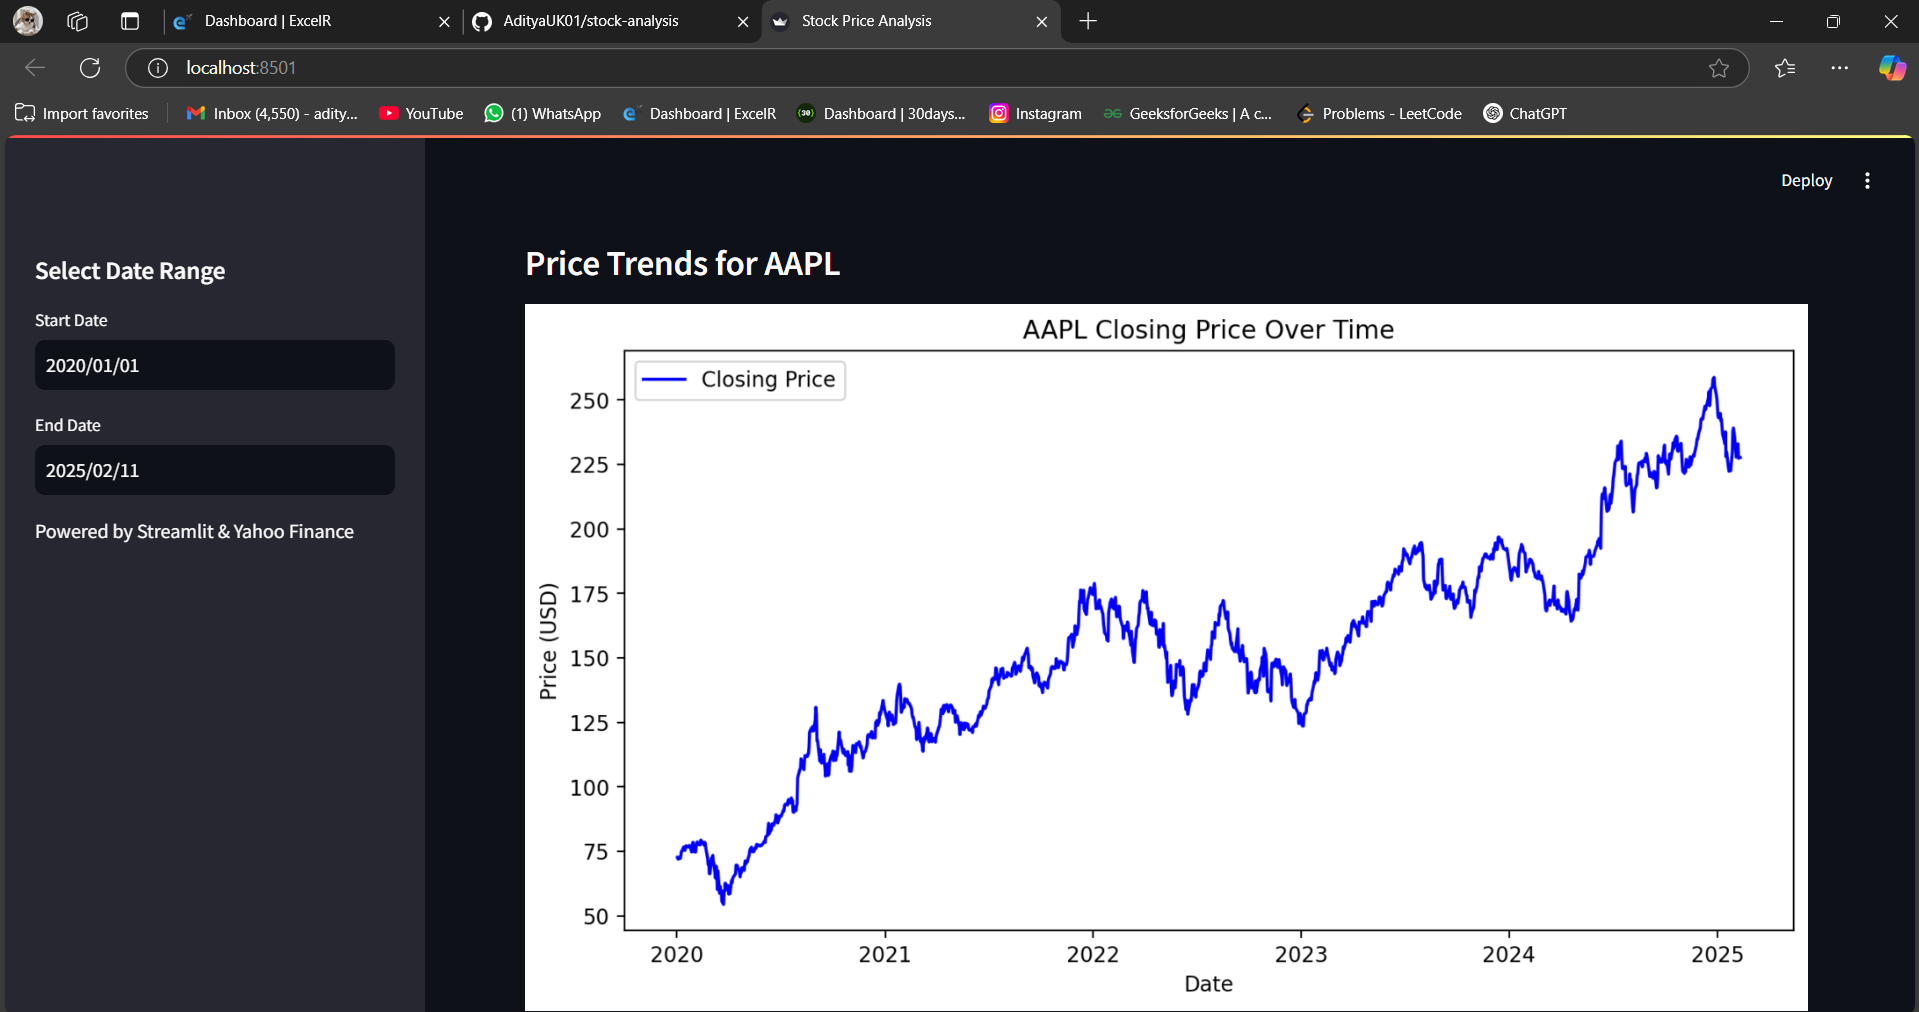 Dashboard | ExcelR
AdityaUK01/stock-analysis
Stock Price Analysis
localhost:8501
Import favorites
Inbox (4,550) - adity...
YouTube
(1) WhatsApp
Dashboard | ExcelR
Dashboard | 30days...
Instagram
GeeksforGeeks | A c...
Problems - LeetCode
ChatGPT
Deploy
Select Date Range
Start Date
2020/01/01
End Date
2025/02/11
Powered by Streamlit & Yahoo Finance
Price Trends for AAPL
AAPL Closing Price Over Time
Closing Price
Price (USD)
250
225
200
175
150
125
100
75
50
2020 2021 2022 2023 2024 2025
Date